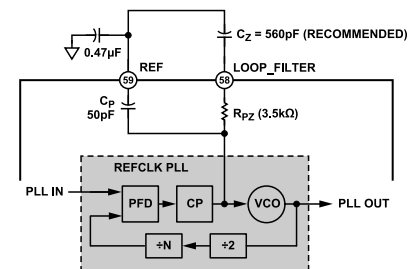 0.47µF
C_Z = 560pF (RECOMMENDED)
59 REF
58 LOOP_FILTER
C_P
50pF
R_PZ (3.5kΩ)
REFCLK PLL
PLL IN
PFD
CP
VCO
PLL OUT
÷N
÷2